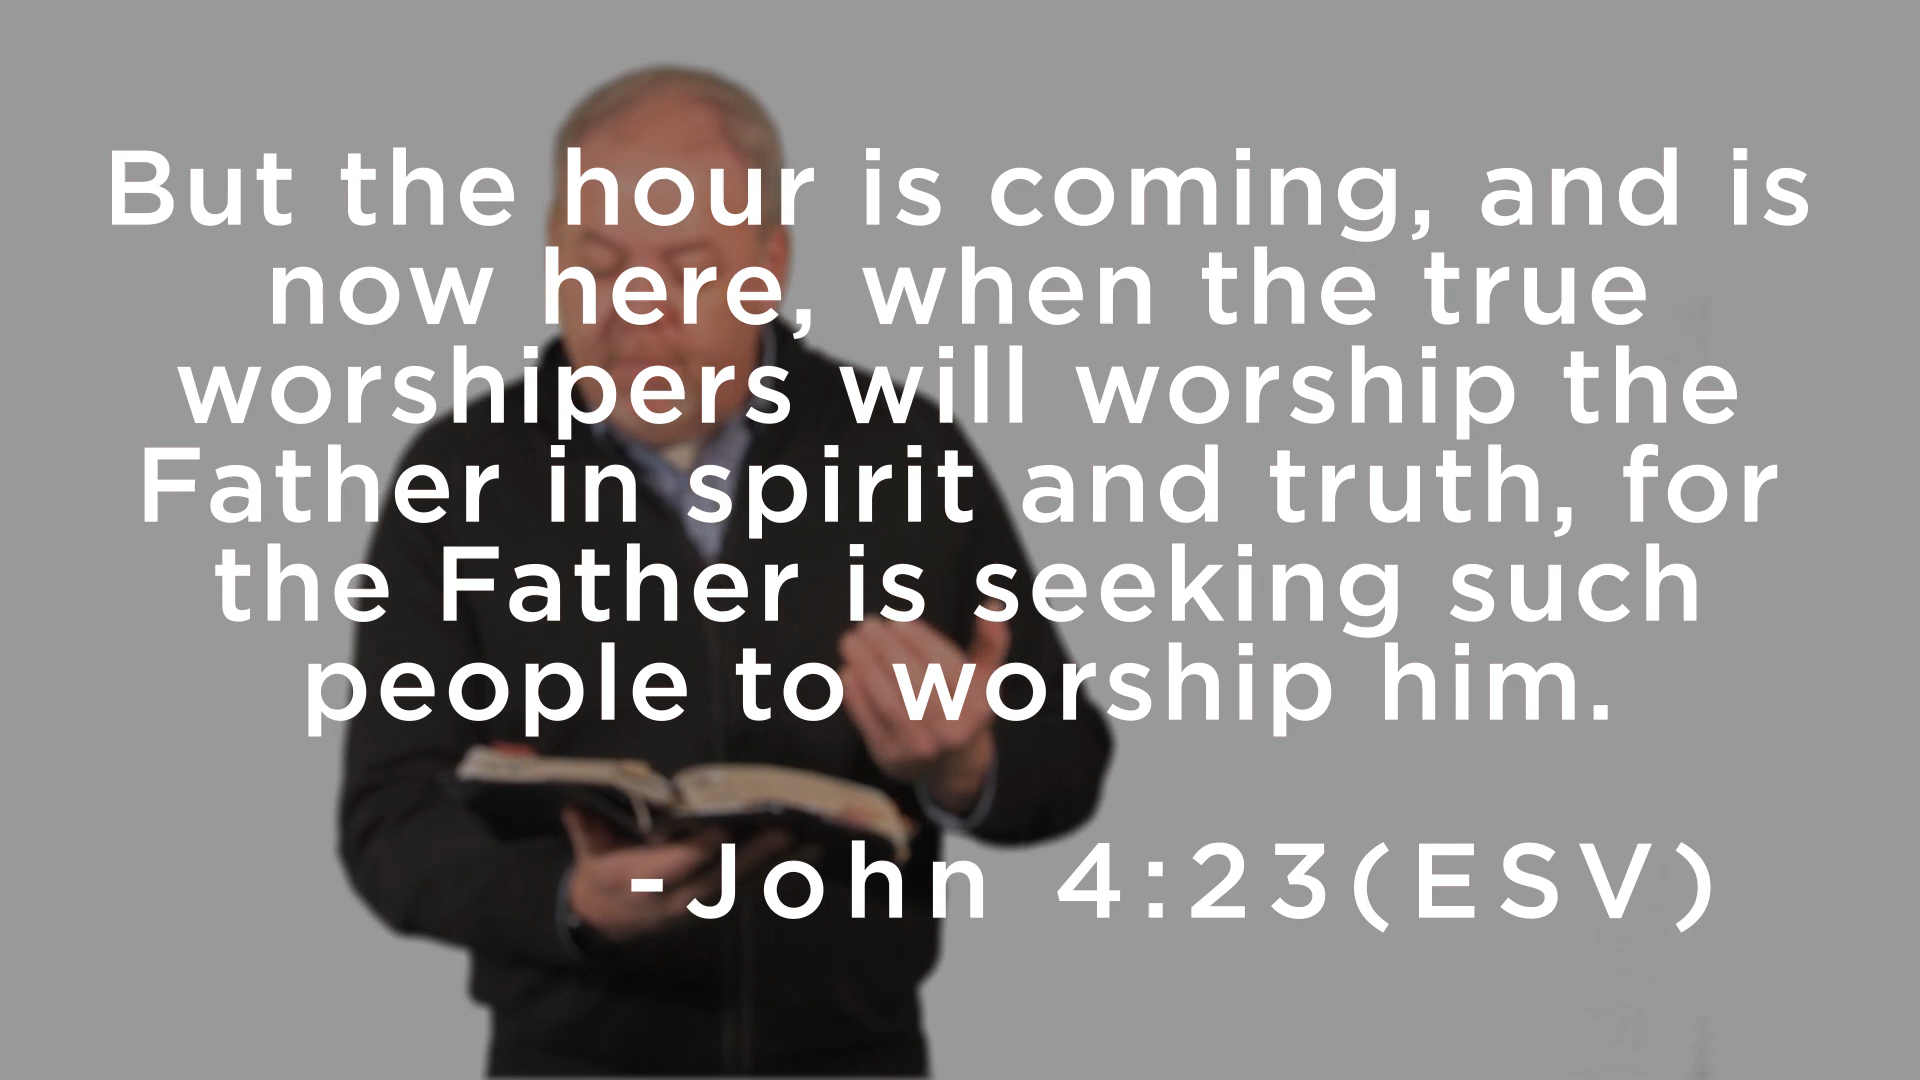 But the hour is coming, and is
now here, when the true
worshipers will worship the
Father in spirit and truth, for
the Father is seeking such
people to worship him.
-John 4:23(ESV)